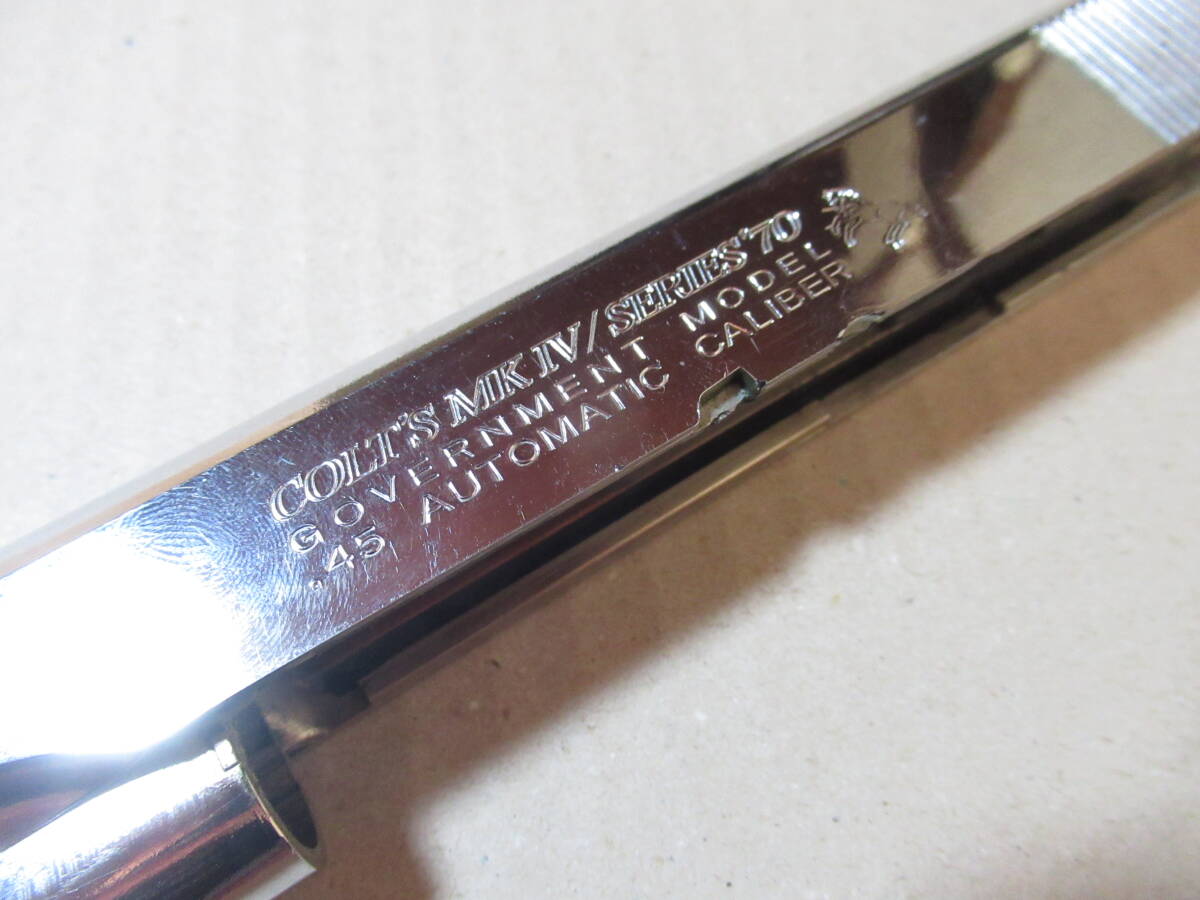 COLT'S MK IV / SERIES '70
GOVERNMENT MODEL
.45 AUTOMATIC CALIBER